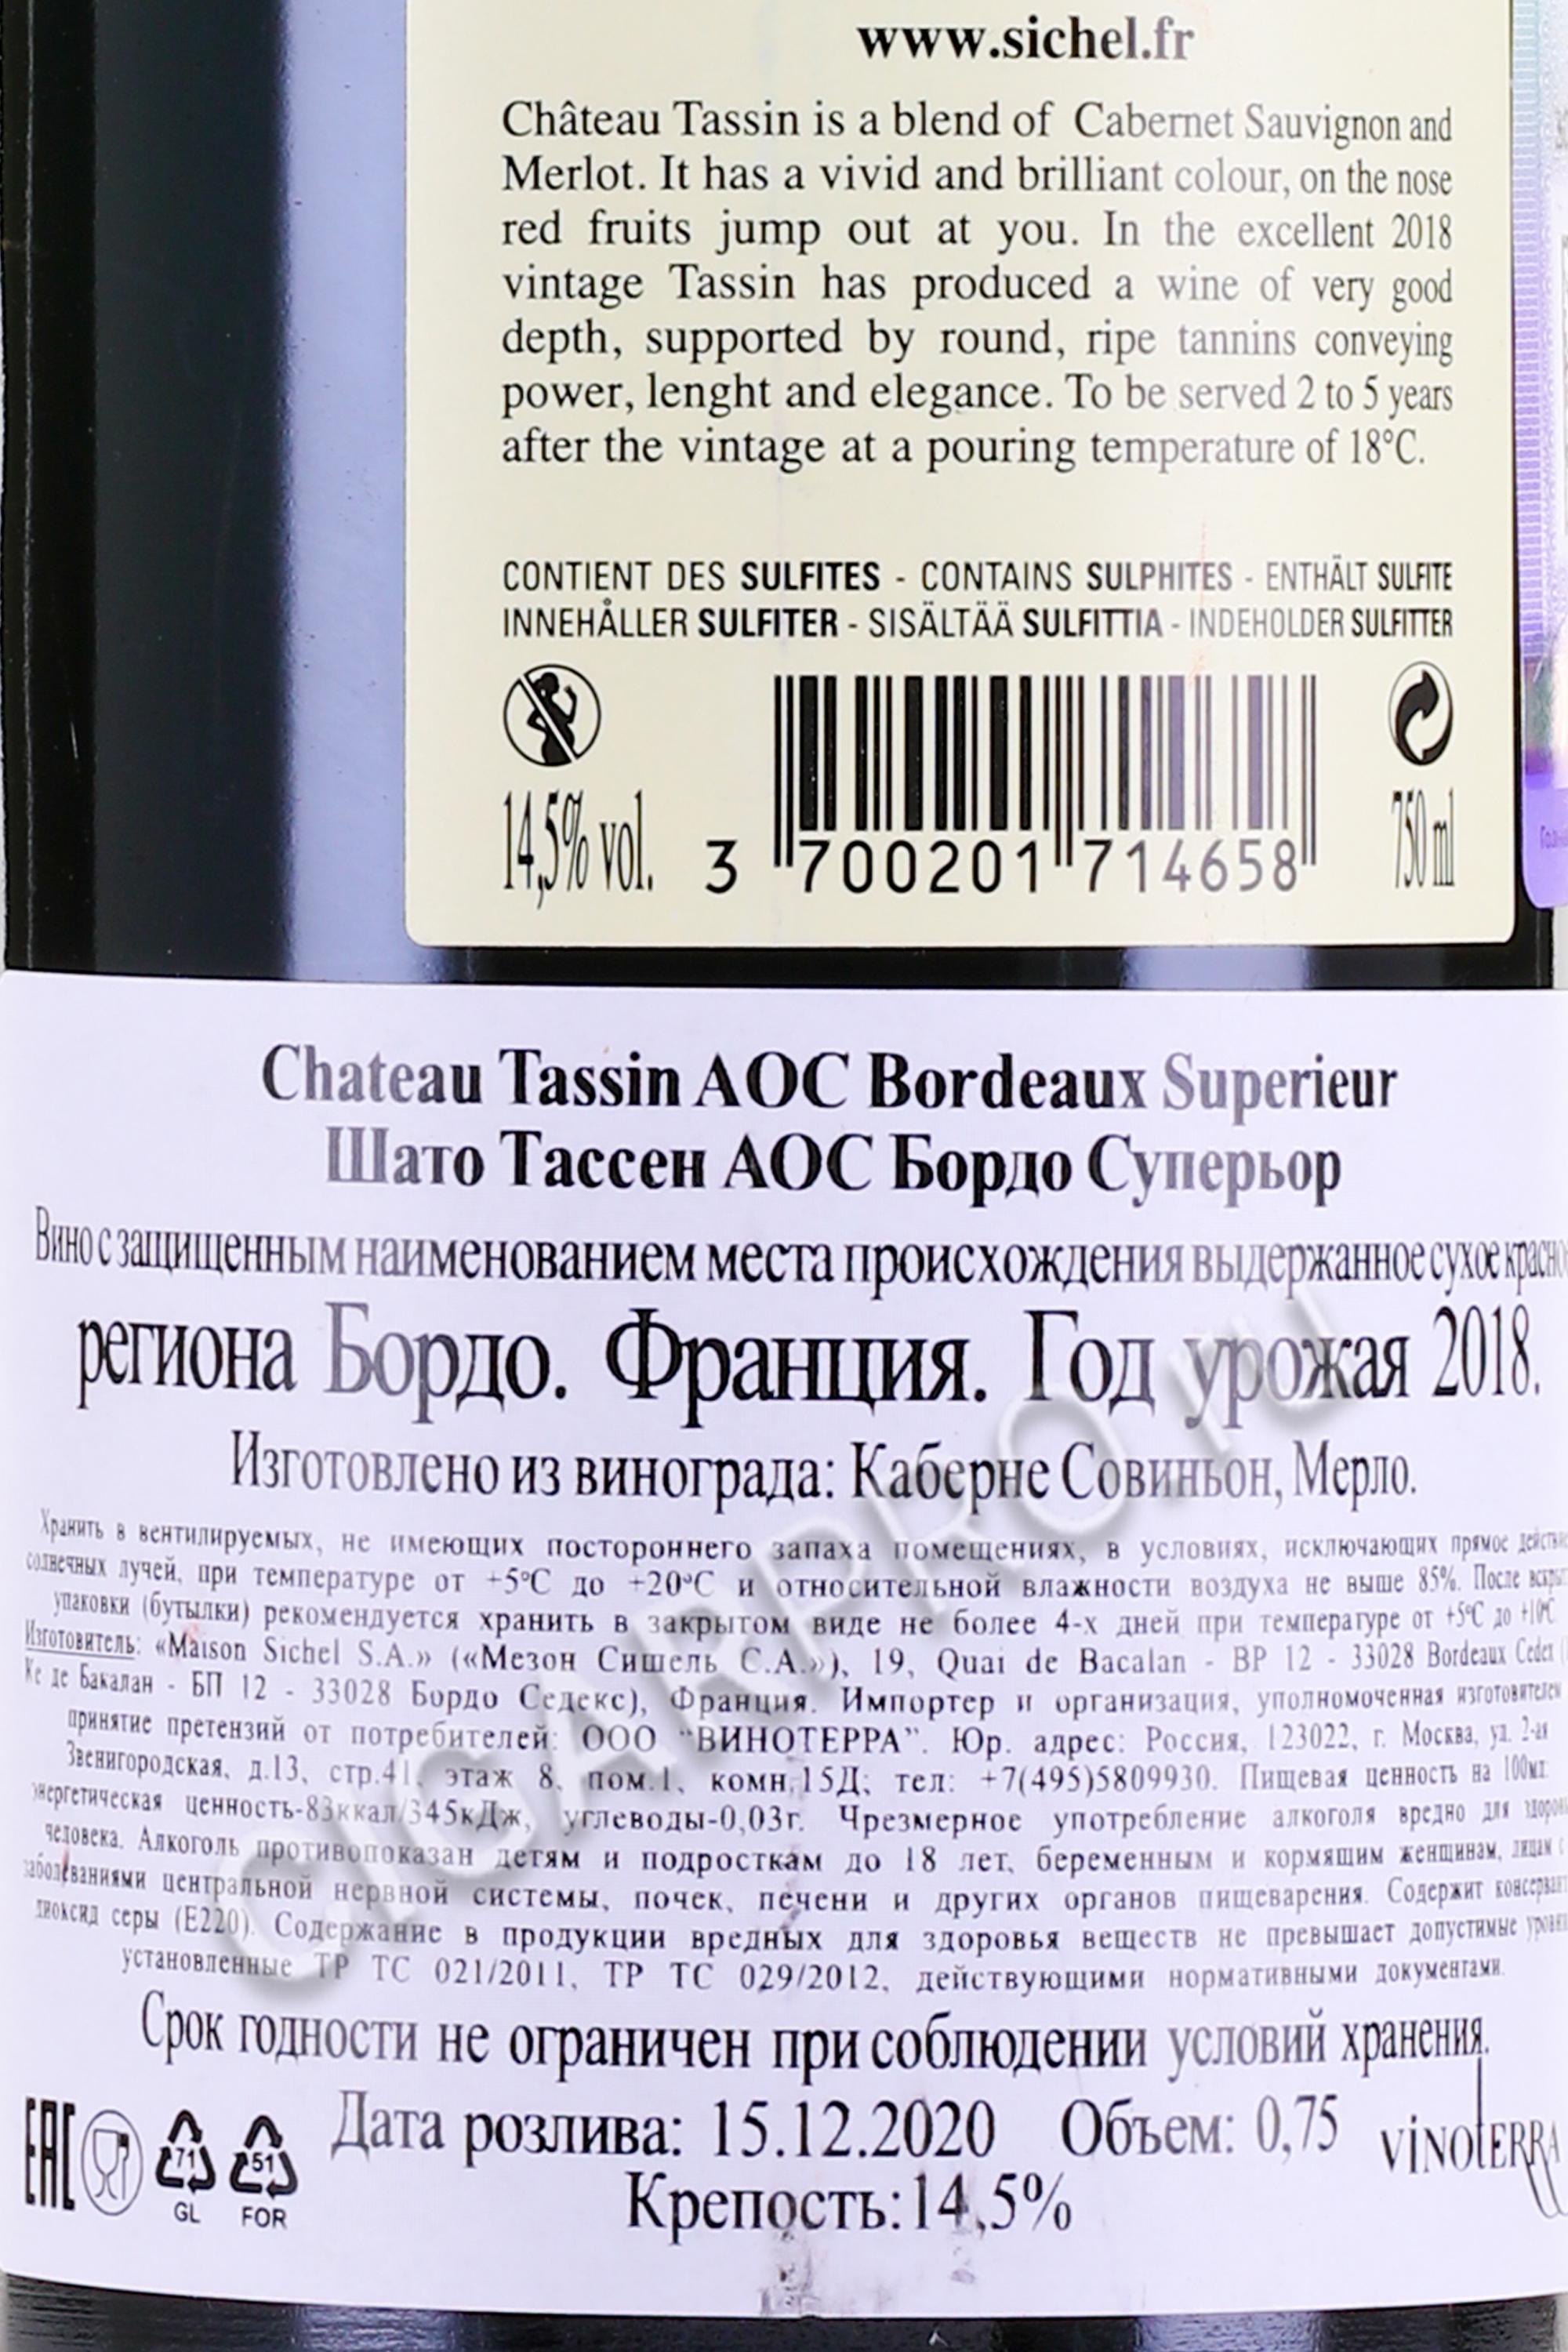 www.sichel.fr
Château Tassin is a blend of Cabernet Sauvignon and
Merlot. It has a vivid and brilliant colour, on the nose
red fruits jump out at you. In the excellent 2018
vintage Tassin has produced a wine of very good
depth, supported by round, ripe tannins conveying
power, lenght and elegance. To be served 2 to 5 years
after the vintage at a pouring temperature of 18°C.
CONTIENT DES SULFITES - CONTAINS SULPHITES - ENTHÄLT SULFITE
INNEHÅLLER SULFITER - SISÄLTÄÄ SULFITTIA - INDEHOLDER SULFITTER
14,5% vol.
3 700201 714658
750 ml
Chateau Tassin AOC Bordeaux Superieur
Шато Тассен АОС Бордо Суперьор
Вино с защищенным наименованием места происхождения выдержанное сухое
региона Бордо. Франция. Год урожая 2018.
Изготовлено из винограда: Каберне Совиньон, Мерло.
Хранить в вентилируемых, не имеющих постороннего запаха помещениях, в условиях, исключающих прямое
солнечных лучей, при температуре от +5°C до +20°C и относительной влажности воздуха не выше 85%. После
упаковки (бутылки) рекомендуется хранить в закрытом виде не более 4-х дней при температуре от +5°C до +10°C
Изготовитель: «Maison Sichel S.A.» («Мезон Сишель С.А.»), 19, Quai de Bacalan - BP 12 - 33028 Bordeaux Cedex
Ке де Бакалан - БП 12 - 33028 Бордо Седекс), Франция. Импортер и организация, уполномоченная изготовителем
принятие претензий от потребителей: ООО "ВИНОТЕРРА". Юр. адрес: Россия, 123022, г. Москва, ул. 2-ая
Звенигородская, д.13, стр.41, этаж 8, пом.1, комн.15Д; тел: +7(495)5809930. Пищевая ценность на 100мл:
энергетическая ценность-83ккал/345кДж, углеводы-0,03г. Чрезмерное употребление алкоголя вредно для
человека. Алкоголь противопоказан детям и подросткам до 18 лет, беременным и кормящим женщинам, лицам с
заболеваниями центральной нервной системы, почек, печени и других органов пищеварения. Содержит
диоксид серы (E220). Содержание в продукции вредных для здоровья веществ не превышает допустимые
установленные ТР ТС 021/2011, ТР ТС 029/2012, действующими нормативными документами.
Срок годности не ограничен при соблюдении условий хранения.
Дата розлива: 15.12.2020 Объем: 0,75
Крепость:14,5%
EAC
71
GL
51
FOR
VINOTERRA
CIGARPRO.ru